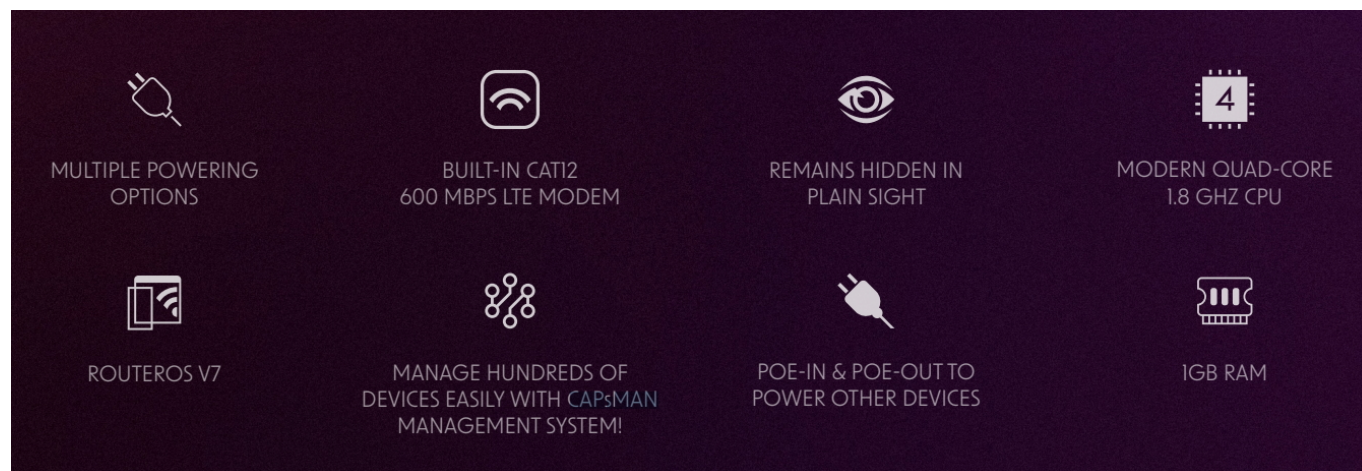 MULTIPLE POWERING
OPTIONS
BUILT-IN CAT12
600 MBPS LTE MODEM
REMAINS HIDDEN IN
PLAIN SIGHT
4
MODERN QUAD-CORE
1.8 GHZ CPU
ROUTEROS V7
MANAGE HUNDREDS OF
DEVICES EASILY WITH CAPsMAN
MANAGEMENT SYSTEM!
POE-IN & POE-OUT TO
POWER OTHER DEVICES
1GB RAM